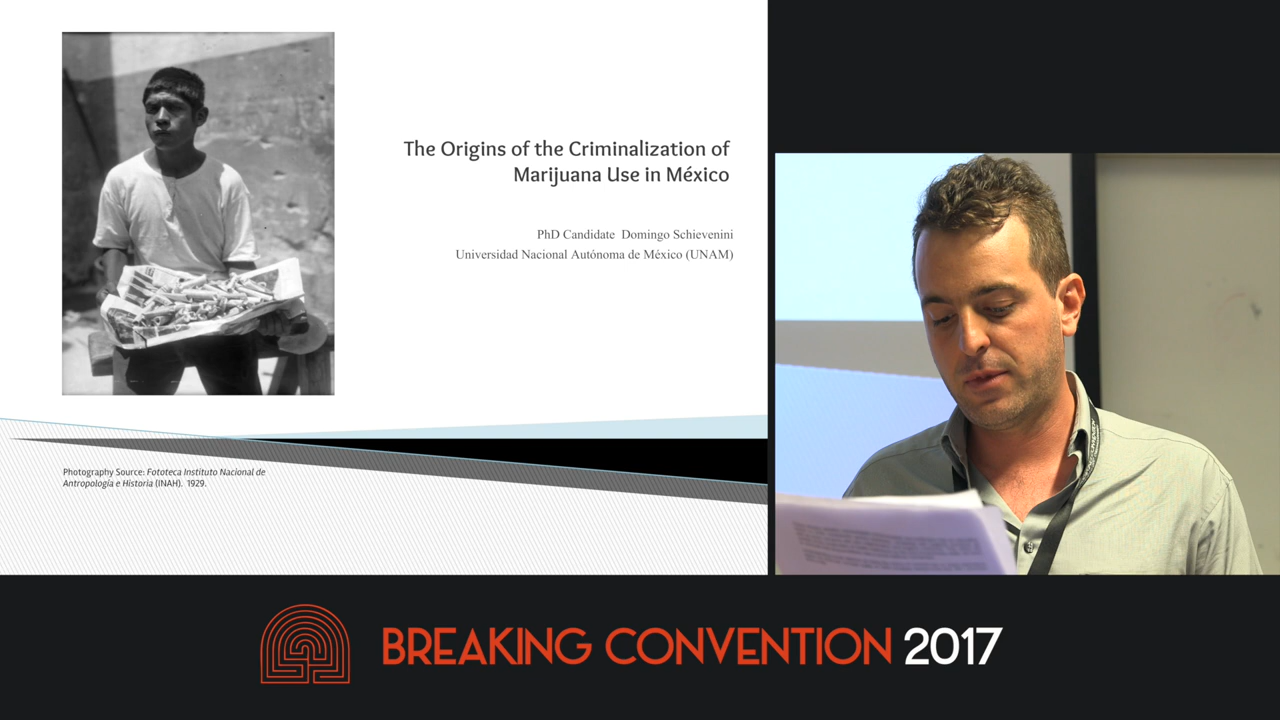 The Origins of the Criminalization of
Marijuana Use in México
PhD Candidate Domingo Schievenini
Universidad Nacional Autónoma de México (UNAM)
Photography Source: Fototeca Instituto Nacional de
Antropología e Historia (INAH). 1929.
BREAKING CONVENTION 2017